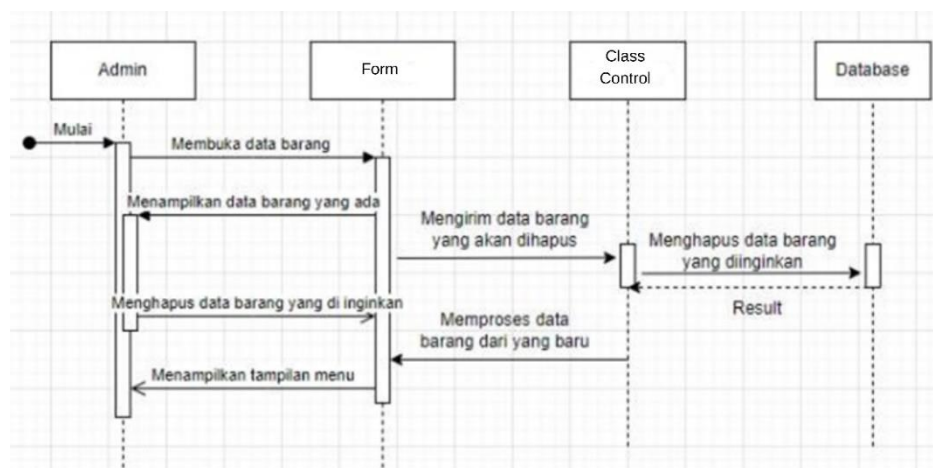 Admin
Form
Class
Control
Database
Mulai
Membuka data barang
Menampilkan data barang yang ada
Mengirim data barang
yang akan dihapus
Menghapus data barang
yang diinginkan
Result
Menghapus data barang yang di inginkan
Memproses data
barang dari yang baru
Menampilkan tampilan menu